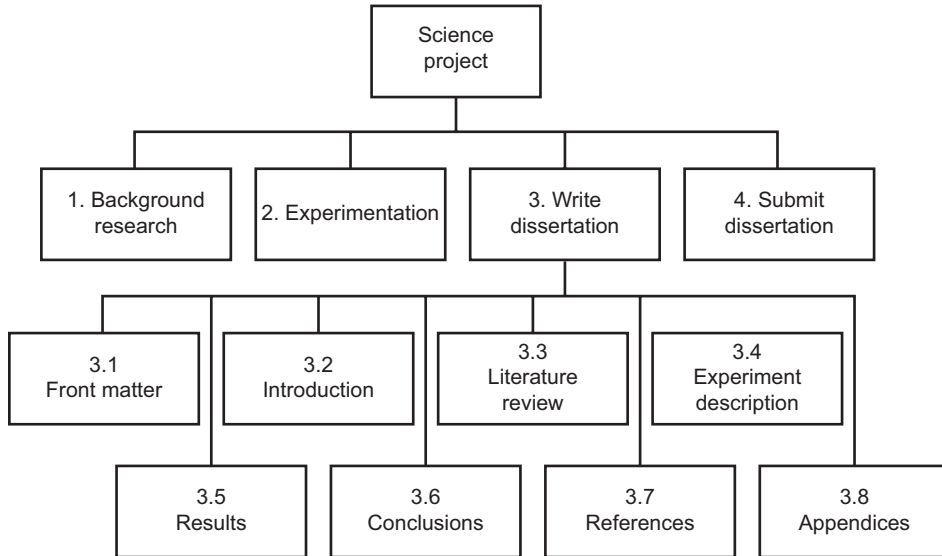 Science
project
1. Background
research
2. Experimentation
3. Write
dissertation
4. Submit
dissertation
3.1
Front matter
3.2
Introduction
3.3
Literature
review
3.4
Experiment
description
3.5
Results
3.6
Conclusions
3.7
References
3.8
Appendices